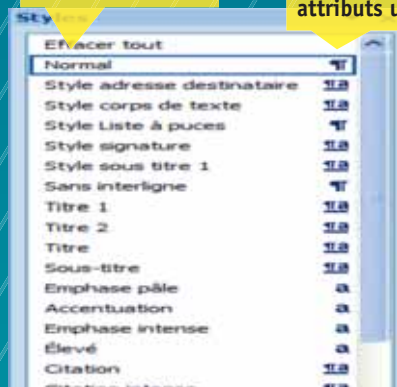 attributs
Styles
Effacer tout
Normal ¶
Style adresse destinataire ¶a
Style corps de texte ¶a
Style Liste à puces ¶
Style signature ¶a
Style sous titre 1 ¶a
Sans interligne ¶
Titre 1 ¶a
Titre 2 ¶a
Titre ¶a
Sous-titre ¶a
Emphase pâle a
Accentuation a
Emphase intense a
Élevé a
Citation ¶a